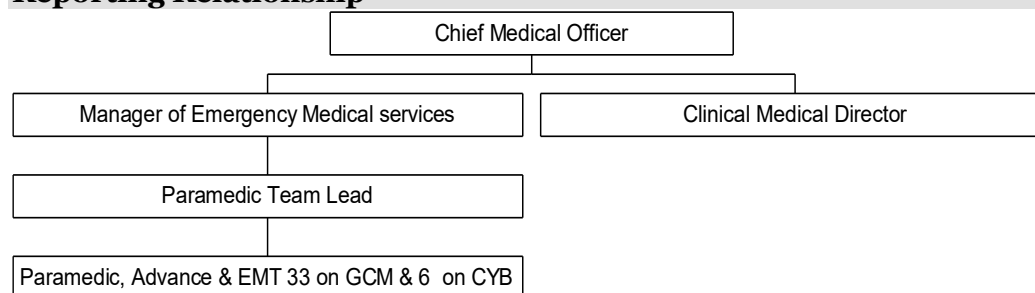 Reporting Relationship
Chief Medical Officer
Manager of Emergency Medical services
Clinical Medical Director
Paramedic Team Lead
Paramedic, Advance & EMT 33 on GCM & 6 on CYB